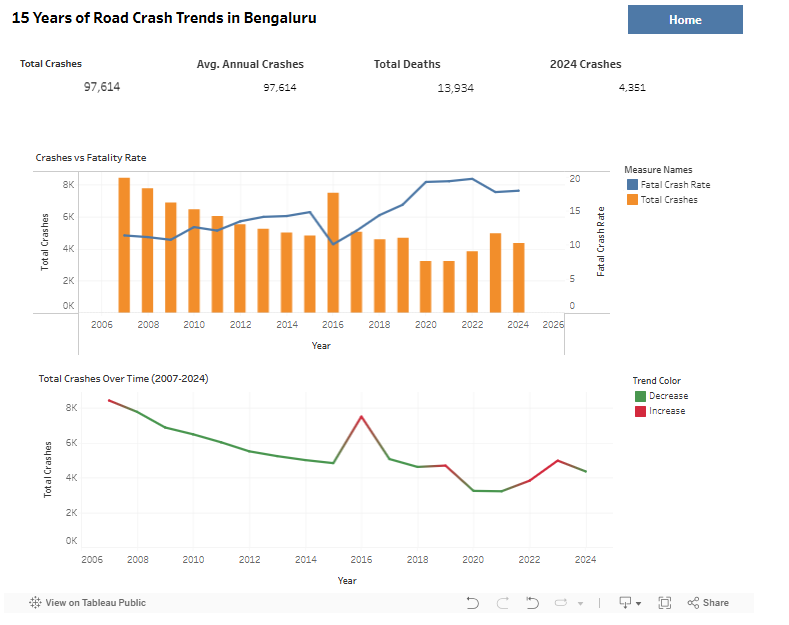 15 Years of Road Crash Trends in Bengaluru
Home
Total Crashes Avg. Annual Crashes Total Deaths 2024 Crashes
97,614 97,614 13,934 4,351
Crashes vs Fatality Rate
Measure Names
Fatal Crash Rate
Total Crashes
Total Crashes
8K
6K
4K
2K
0K
20
15
10
5
0
Fatal Crash Rate
2006 2008 2010 2012 2014 2016 2018 2020 2022 2024 2026
Year
Total Crashes Over Time (2007-2024)
Trend Color
Decrease
Increase
Total Crashes
8K
6K
4K
2K
0K
2006 2008 2010 2012 2014 2016 2018 2020 2022 2024
Year
View on Tableau Public
Share